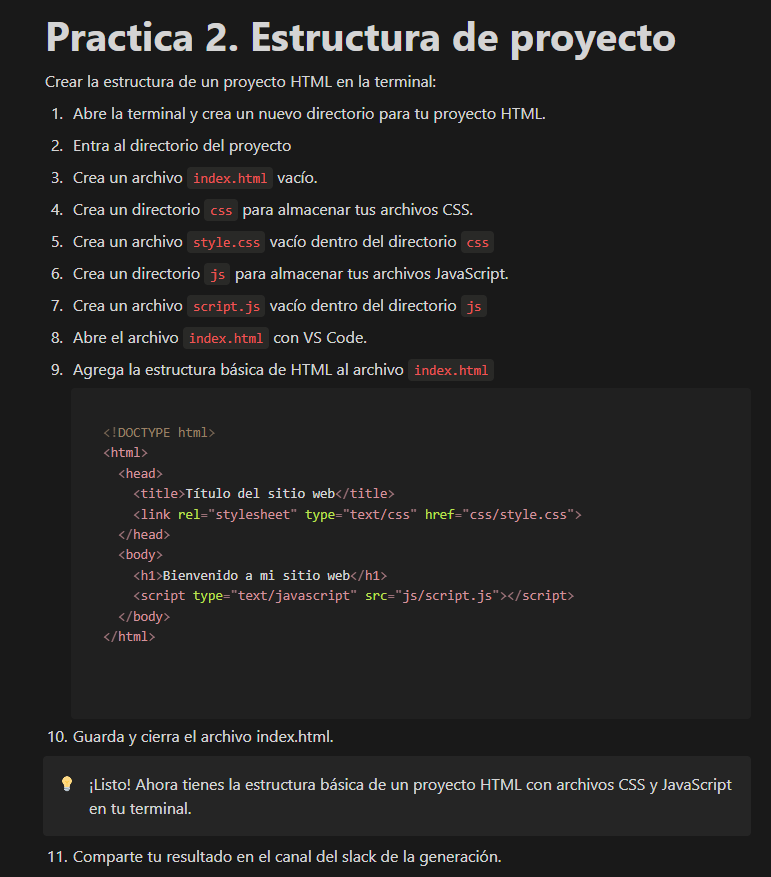 Practica 2. Estructura de proyecto
Crear la estructura de un proyecto HTML en la terminal:
1. Abre la terminal y crea un nuevo directorio para tu proyecto HTML.
2. Entra al directorio del proyecto
3. Crea un archivo index.html vacío.
4. Crea un directorio css para almacenar tus archivos CSS.
5. Crea un archivo style.css vacío dentro del directorio css
6. Crea un directorio js para almacenar tus archivos JavaScript.
7. Crea un archivo script.js vacío dentro del directorio js
8. Abre el archivo index.html con VS Code.
9. Agrega la estructura básica de HTML al archivo index.html
<!DOCTYPE html>
<html>
  <head>
    <title>Título del sitio web</title>
    <link rel="stylesheet" type="text/css" href="css/style.css">
  </head>
  <body>
    <h1>Bienvenido a mi sitio web</h1>
    <script type="text/javascript" src="js/script.js"></script>
  </body>
</html>
10. Guarda y cierra el archivo index.html.
¡Listo! Ahora tienes la estructura básica de un proyecto HTML con archivos CSS y JavaScript
en tu terminal.
11. Comparte tu resultado en el canal del slack de la generación.